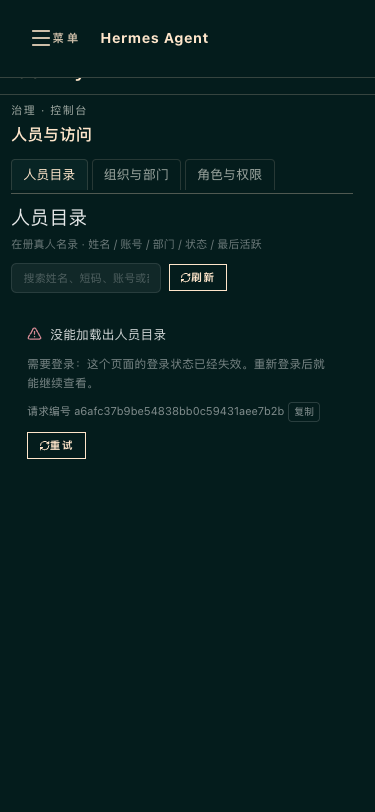 菜单 Hermes Agent
治理 · 控制台
人员与访问
人员目录 组织与部门 角色与权限
人员目录
在册真人名录 · 姓名 / 账号 / 部门 / 状态 / 最后活跃
搜索姓名、短码、账号或 刷新
没能加载出人员目录
需要登录：这个页面的登录状态已经失效。重新登录后就
能继续查看。
请求编号 a6afc37b9be54838bb0c59431aee7b2b 复制
重试